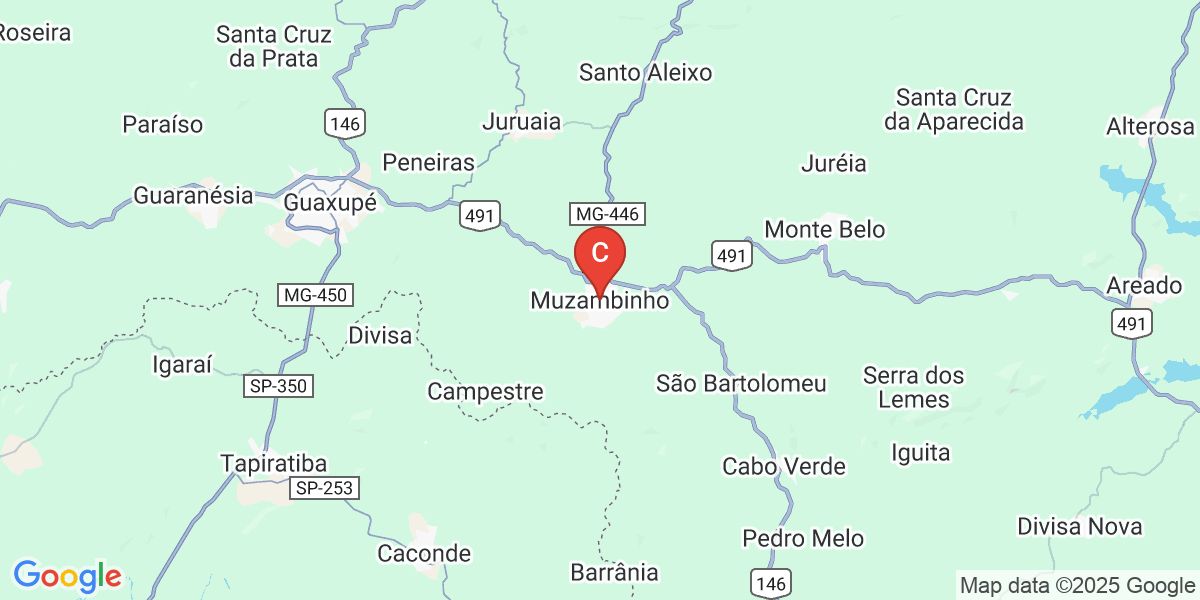 Roseira
Santa Cruz
da Prata
Santo Aleixo
Santa Cruz
da Aparecida
Alterosa
Paraíso
146
Juruaia
Peneiras
Juréia
Guaranésia
Guaxupé
491
MG-446
Monte Belo
491
C
MG-450
Muzambinho
Areado
491
Divisa
Igaraí
SP-350
Campestre
São Bartolomeu
Serra dos
Lemes
Iguita
Tapiratiba
Cabo Verde
SP-253
Divisa Nova
Pedro Melo
Caconde
Barrânia
146
Google
Map data ©2025 Google